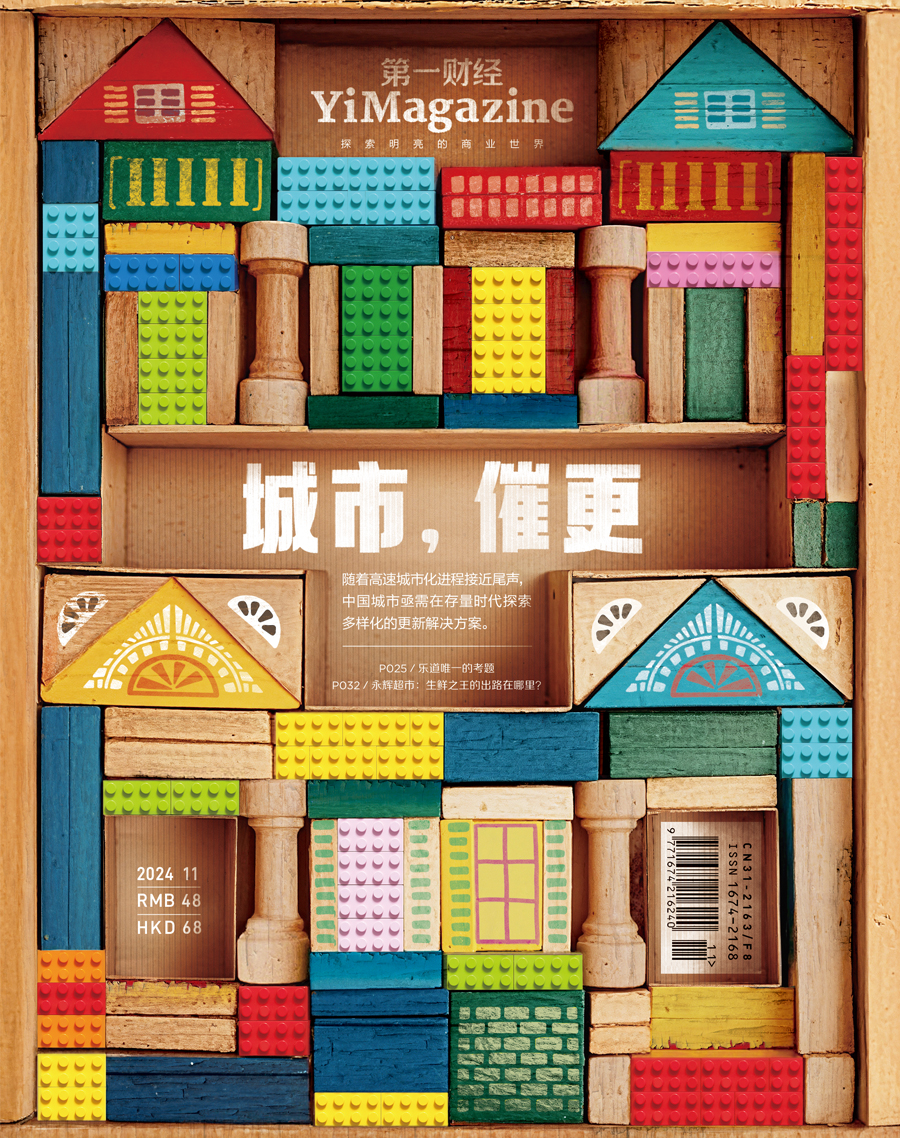 第一财经
YiMagazine
探索明亮的商业世界
城市，催更
随着高速城市化进程接近尾声，
中国城市亟需在存量时代探索
多样化的更新解决方案。
P025 / 乐道唯一的考题
P032 / 永辉超市：生鲜之王的出路在哪里？
2024 11
RMB 48
HKD 68
CN31-2163/F8
ISSN 1674-2168
9 771674 216240
11>